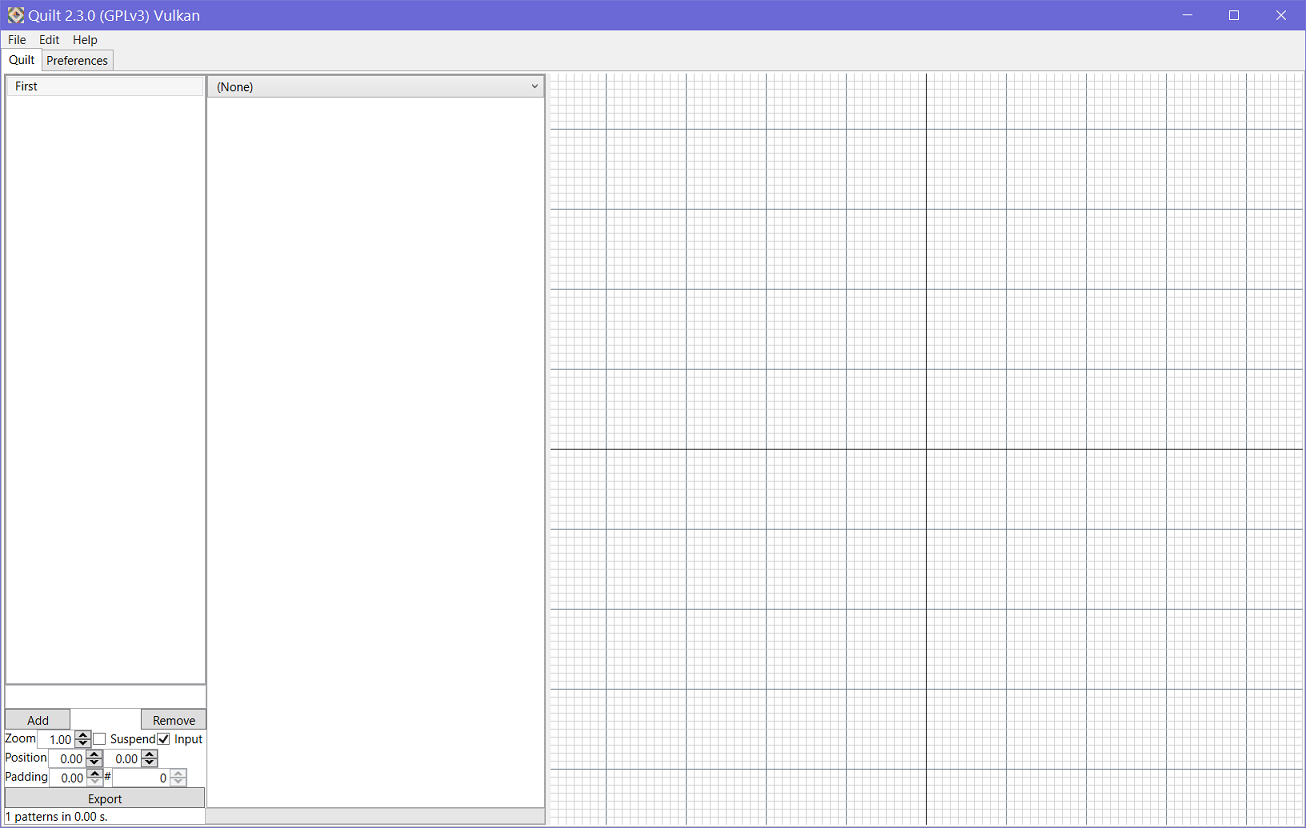 Quilt 2.3.0 (GPLv3) Vulkan
File Edit Help
Quilt Preferences
First
(None)
Add Remove
Zoom 1.00 Suspend Input
Position 0.00 0.00
Padding 0.00 # 0
Export
1 patterns in 0.00 s.